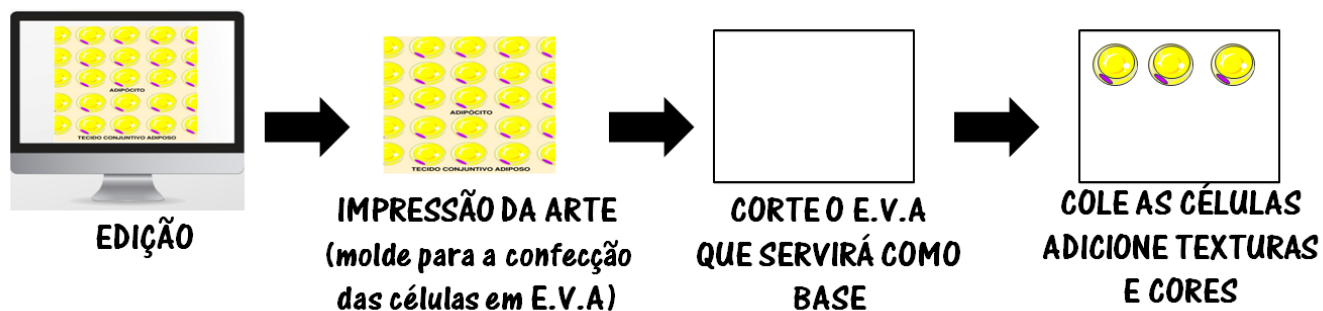 ADIPÓCITO
TECIDO CONJUNTIVO ADIPOSO
EDIÇÃO
ADIPÓCITO
TECIDO CONJUNTIVO ADIPOSO
IMPRESSÃO DA ARTE
(molde para a confecção
das células em E.V.A)
CORTE O E.V.A
QUE SERVIRÁ COMO
BASE
COLE AS CÉLULAS
ADICIONE TEXTURAS
E CORES